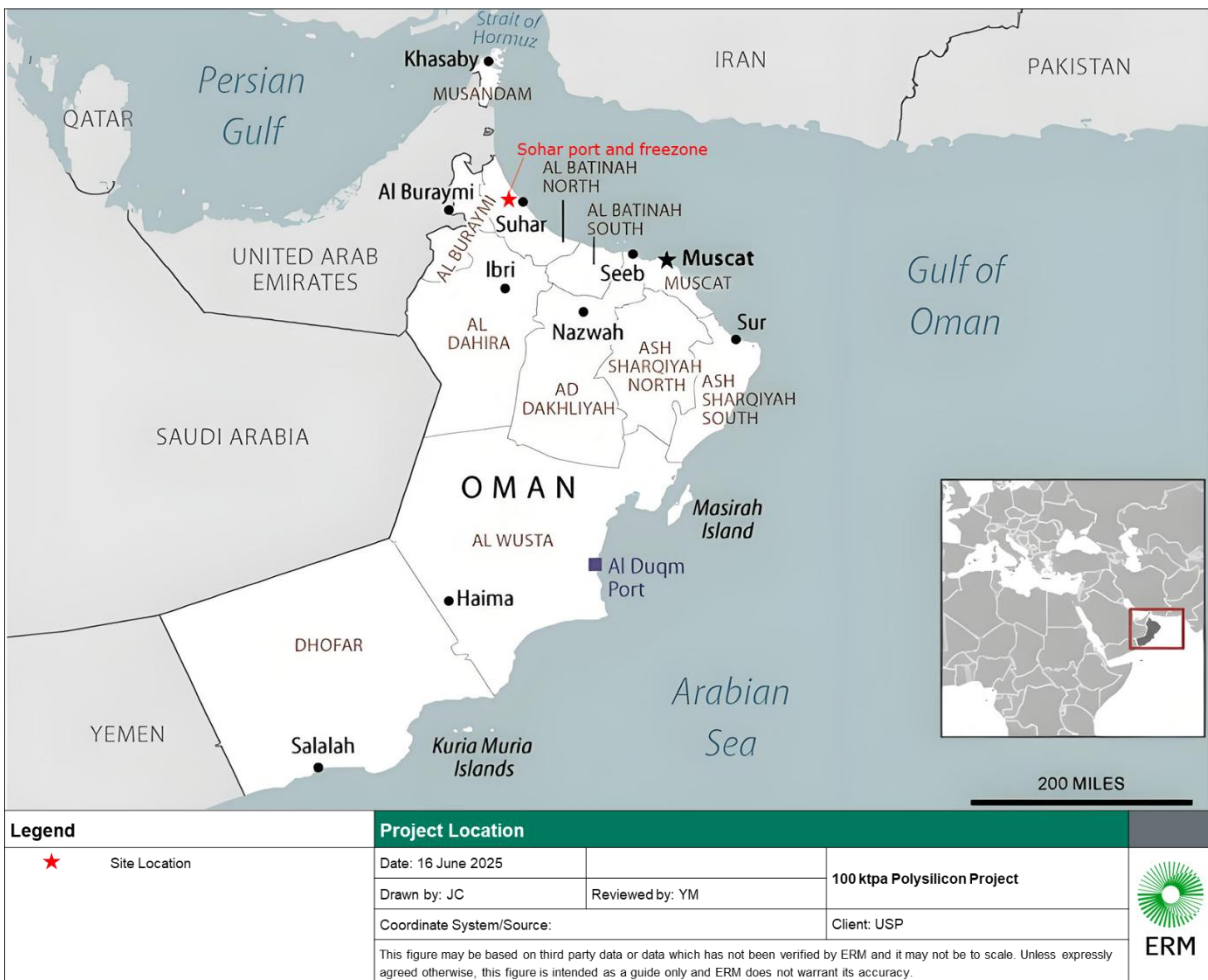 Strait of
Hormuz
Khasaby
IRAN
PAKISTAN
Persian
Gulf
MUSANDAM
QATAR
Sohar port and freezone
AL BATINAH
NORTH
Al Buraymi
AL BATINAH
SOUTH
Suhar
AL BURAYMI
UNITED ARAB
EMIRATES
Ibri
Seeb
Muscat
MUSCAT
Gulf of
Oman
AL
DAHIRA
Nazwah
Sur
ASH
SHARQIYAH
NORTH
ASH
SHARQIYAH
SOUTH
AD
DAKHLIYAH
SAUDI ARABIA
OMAN
Masirah
Island
AL WUSTA
Al Duqm
Port
Haima
DHOFAR
Arabian
Sea
YEMEN
Salalah
Kuria Muria
Islands
200 MILES
Legend
Site Location
Project Location
Date: 16 June 2025
Drawn by: JC
Reviewed by: YM
100 ktpa Polysilicon Project
Coordinate System/Source:
Client: USP
This figure may be based on third party data or data which has not been verified by ERM and it may not be to scale. Unless expressly
agreed otherwise, this figure is intended as a guide only and ERM does not warrant its accuracy.
ERM